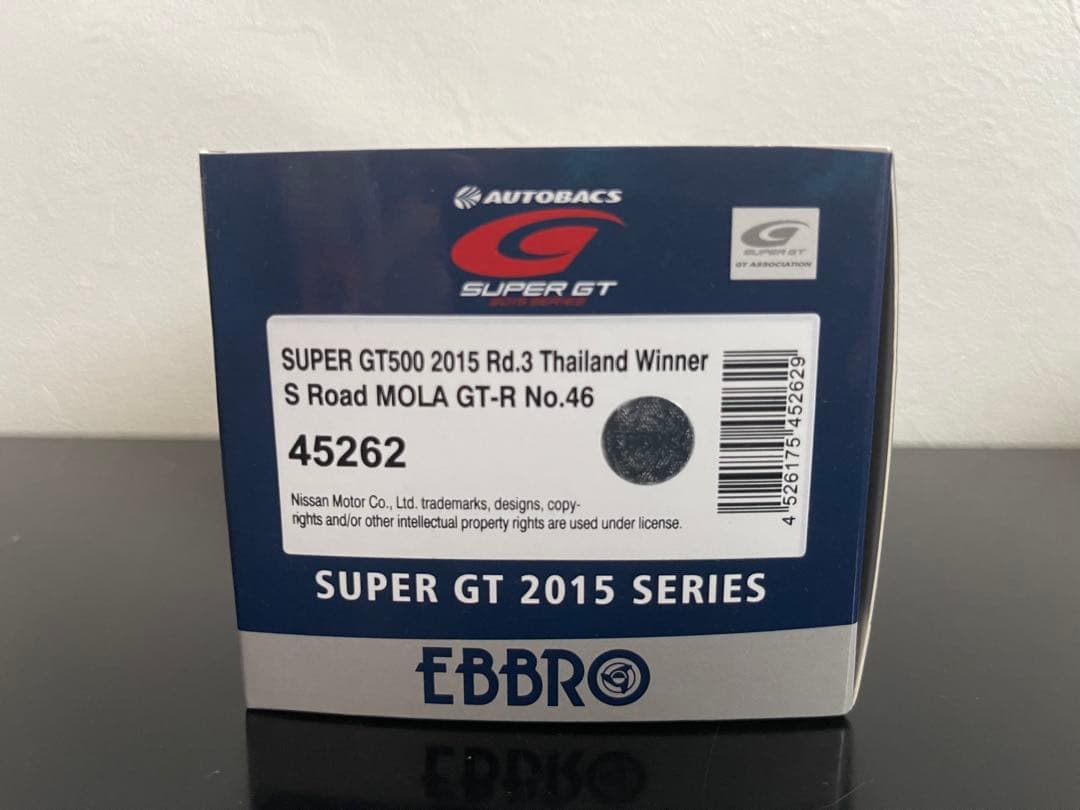 AUTOBACS
SUPER GT
2015 SERIES
SUPER GT
GT ASSOCIATION
SUPER GT500 2015 Rd.3 Thailand Winner
S Road MOLA GT-R No.46
45262
Nissan Motor Co., Ltd. trademarks, designs, copy-
rights and/or other intellectual property rights are used under license.
4 526175 452629
SUPER GT 2015 SERIES
EBBRO